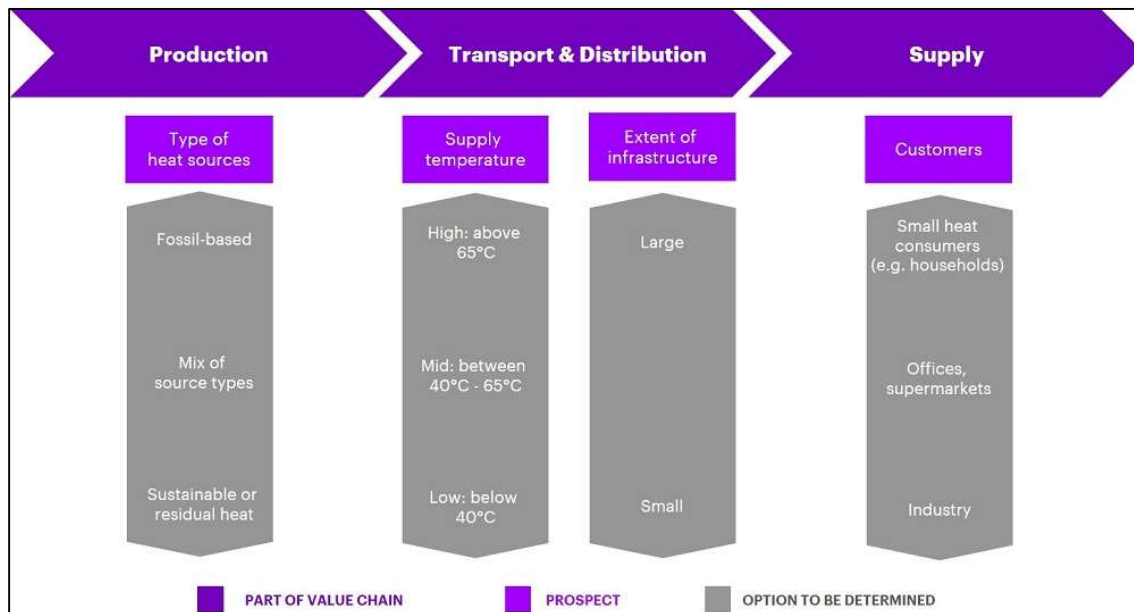 Production
Transport & Distribution
Supply
Type of
heat sources
Supply
temperature
Extent of
infrastructure
Customers
Fossil-based
Mix of
source types
Sustainable or
residual heat
High: above
65°C
Mid: between
40°C - 65°C
Low: below
40°C
Large
Small
Small heat
consumers
(e.g. households)
Offices,
supermarkets
Industry
PART OF VALUE CHAIN
PROSPECT
OPTION TO BE DETERMINED